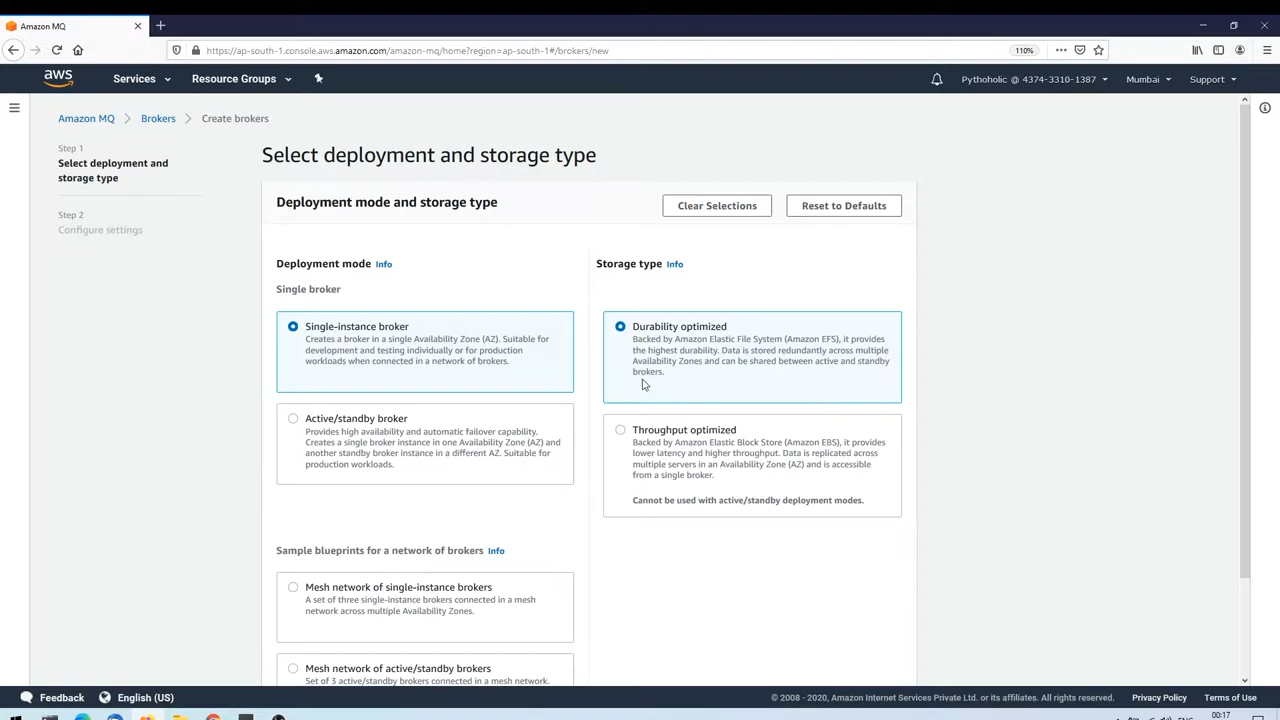 Amazon MQ
https://ap-south-1.console.aws.amazon.com/amazon-mq/home?region=ap-south-1#/brokers/new
110%
aws
Services
Resource Groups
Pytholic @ 4374-3310-1387
Mumbai
Support
Amazon MQ
Brokers
Create brokers
Step 1
Select deployment and
storage type
Step 2
Configure settings
Select deployment and storage type
Deployment mode and storage type
Clear Selections
Reset to Defaults
Deployment mode Info
Single broker
Single-instance broker
Creates a broker in a single Availability Zone (AZ). Suitable for
development and testing individually or for production
workloads when connected in a network of brokers.
Active/standby broker
Provides high availability and automatic failover capability.
Creates a single broker instance in one Availability Zone (AZ) and
another standby broker instance in a different AZ. Suitable for
production workloads.
Storage type Info
Durability optimized
Backed by Amazon Elastic File System (Amazon EFS), it provides
the highest durability. Data is stored redundantly across multiple
Availability Zones and can be shared between active and standby
brokers.
Throughput optimized
Backed by Amazon Elastic Block Store (Amazon EBS), it provides
lower latency and higher throughput. Data is replicated across
multiple servers in an Availability Zone (AZ) and is accessible
from a single broker.
Cannot be used with active/standby deployment modes.
Sample blueprints for a network of brokers Info
Mesh network of single-instance brokers
A set of three single-instance brokers connected in a mesh
network across multiple Availability Zones.
Mesh network of active/standby brokers
Set of 3 active/standby brokers connected in a mesh network.
Feedback
English (US)
© 2008 - 2020, Amazon Internet Services Private Ltd. or its affiliates. All rights reserved.
Privacy Policy
Terms of Use
00:17